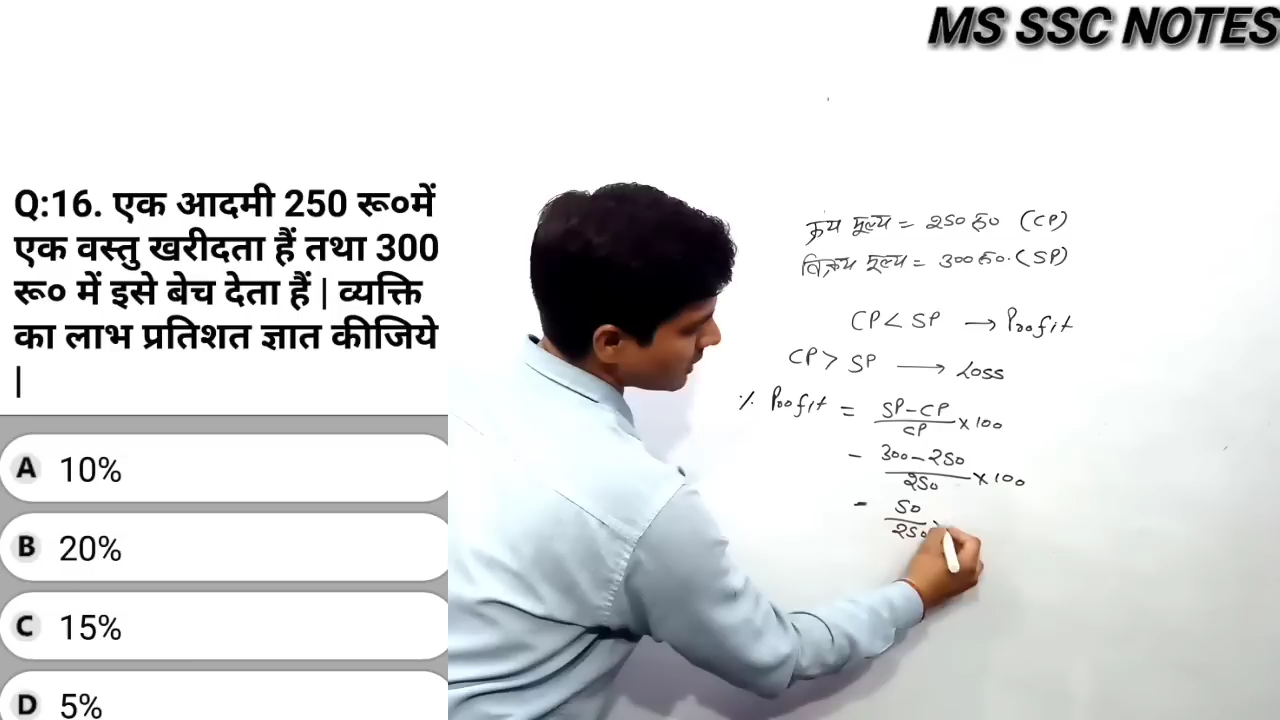 MS SSC NOTES
Q:16. एक आदमी 250 रू०में
एक वस्तु खरीदता हैं तथा 300
रू० में इसे बेच देता हैं | व्यक्ति
का लाभ प्रतिशत ज्ञात कीजिये
|
A 10%
B 20%
C 15%
D 5%
क्रय मूल्य = 250 रु0 (CP)
विक्रय मूल्य = 300 रु0. (SP)
CP < SP → Profit
CP > SP → Loss
% Profit = SP-CP/CP × 100
- 300-250/250 × 100
- 50/250 ×